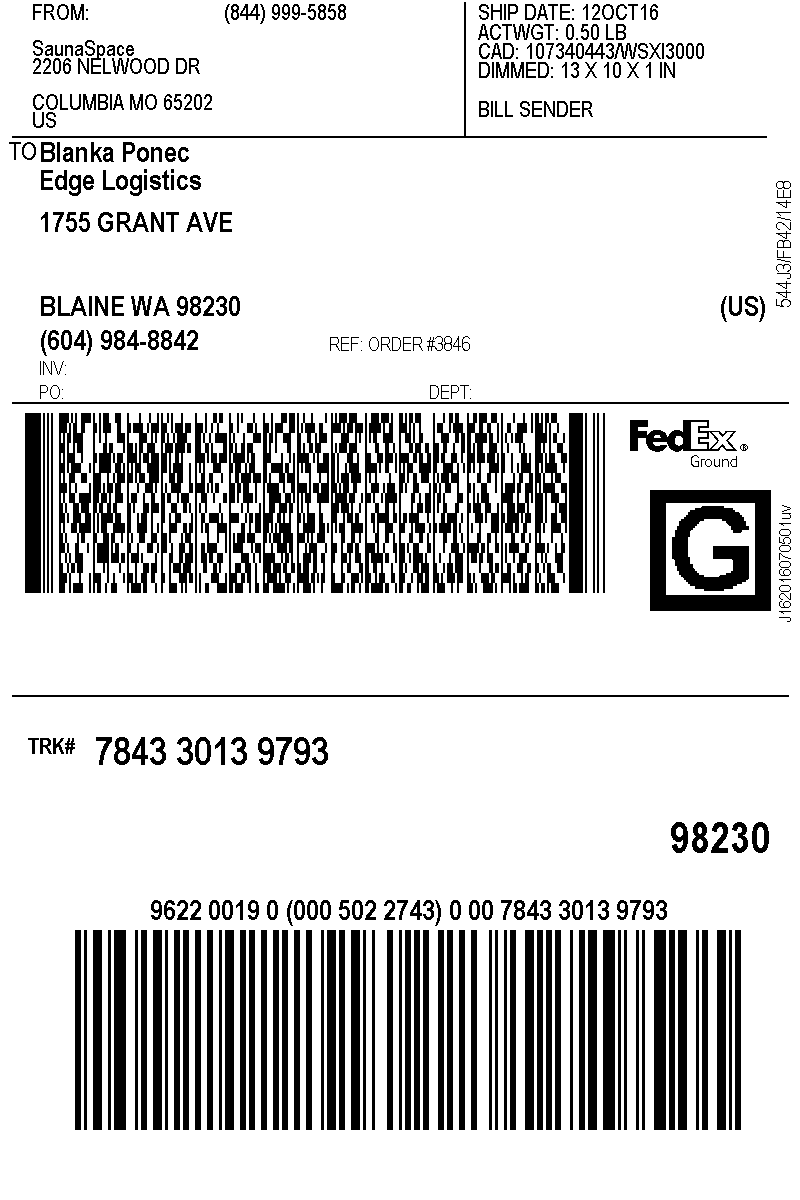 FROM: (844) 999-5858
SaunaSpace
2206 NELWOOD DR
COLUMBIA MO 65202
US
SHIP DATE: 12OCT16
ACTWGT: 0.50 LB
CAD: 107340443/WSXI3000
DIMMED: 13 X 10 X 1 IN
BILL SENDER
TO Blanka Ponec
Edge Logistics
1755 GRANT AVE
BLAINE WA 98230 (US)
(604) 984-8842 REF: ORDER #3846
INV:
PO: DEPT:
544J3/FB42/14E8
FedEx®
Ground
G
J162016070501uv
TRK# 7843 3013 9793
98230
9622 0019 0 (000 502 2743) 0 00 7843 3013 9793